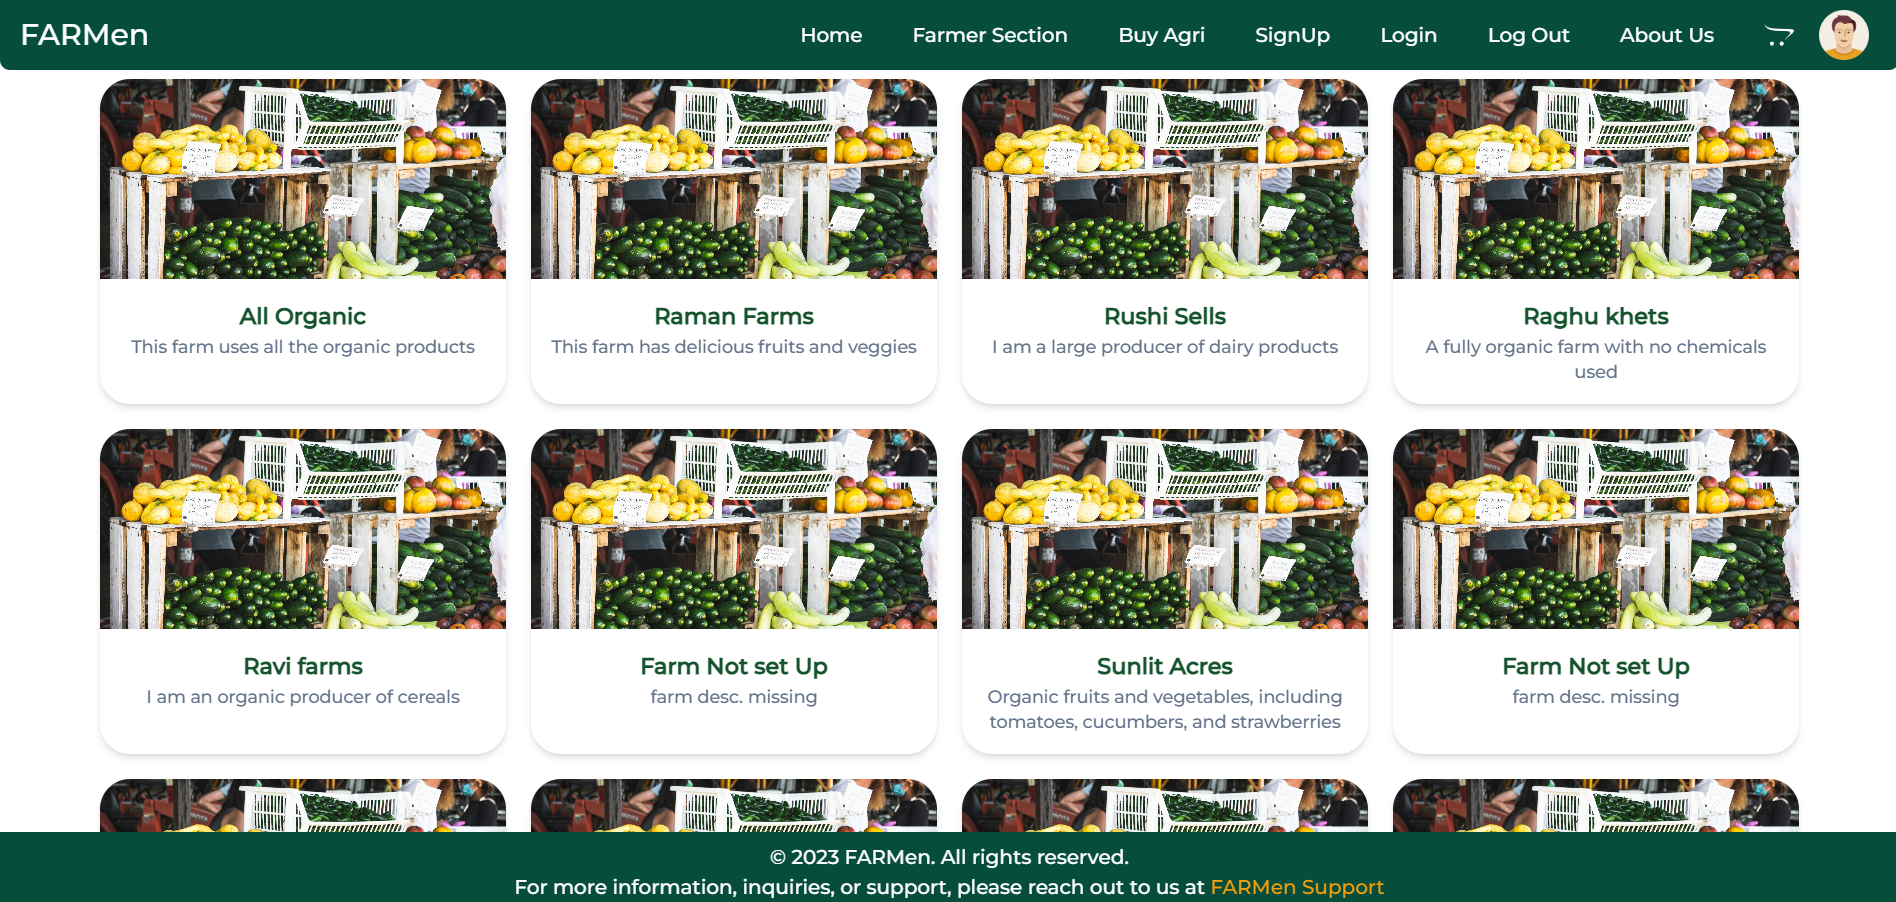 FARMen
Home
Farmer Section
Buy Agri
SignUp
Login
Log Out
About Us
All Organic
This farm uses all the organic products
Raman Farms
This farm has delicious fruits and veggies
Rushi Sells
I am a large producer of dairy products
Raghu khets
A fully organic farm with no chemicals
used
Ravi farms
I am an organic producer of cereals
Farm Not set Up
farm desc. missing
Sunlit Acres
Organic fruits and vegetables, including
tomatoes, cucumbers, and strawberries
Farm Not set Up
farm desc. missing
© 2023 FARMen. All rights reserved.
For more information, inquiries, or support, please reach out to us at FARMen Support